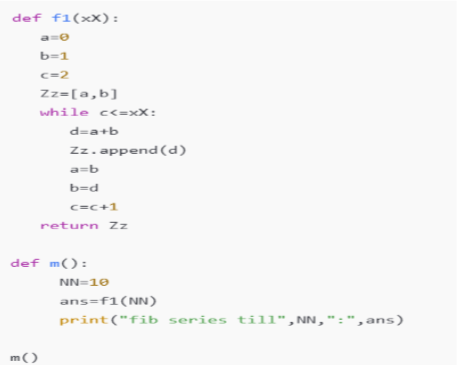 def f1(xX):
    a=0
    b=1
    c=2
    Zz=[a,b]
    while c<=xX:
        d=a+b
        Zz.append(d)
        a=b
        b=d
        c=c+1
    return Zz

def m():
      NN=10
      ans=f1(NN)
      print("fib series till",NN,":",ans)

m()